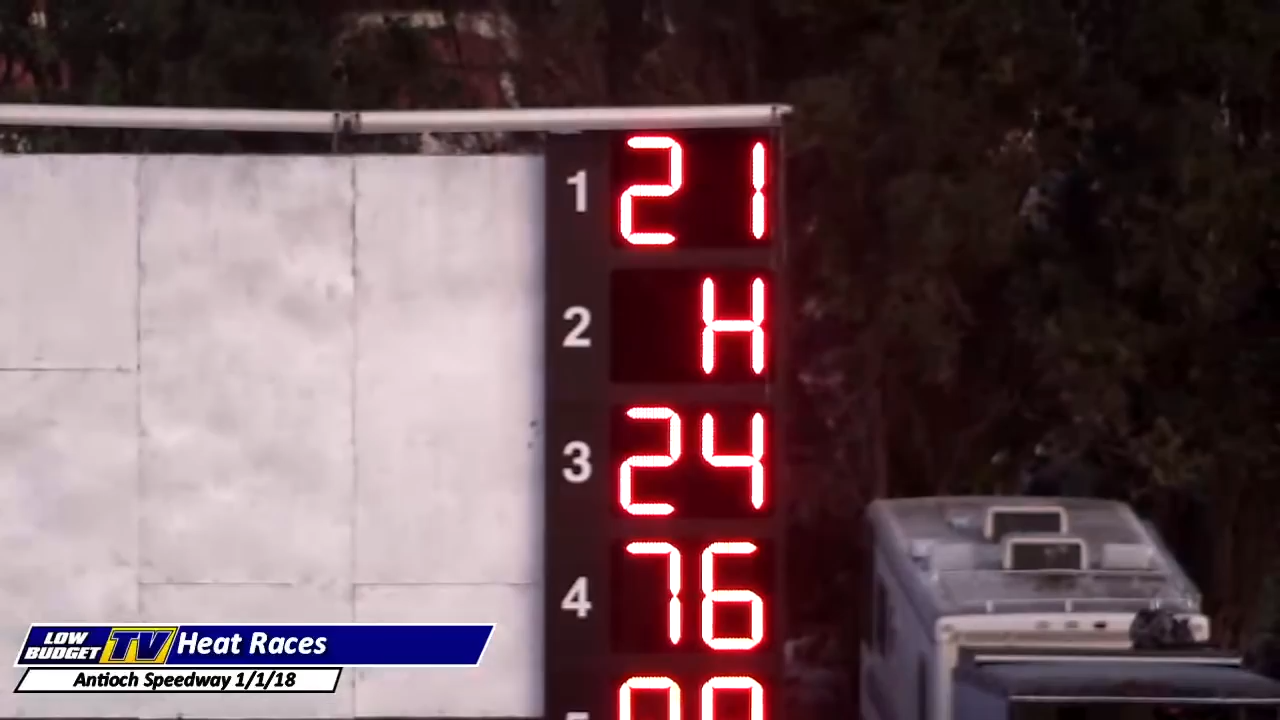 1 21
2 H
3 24
4 76
LOW BUDGET TV Heat Races
Antioch Speedway 1/1/18